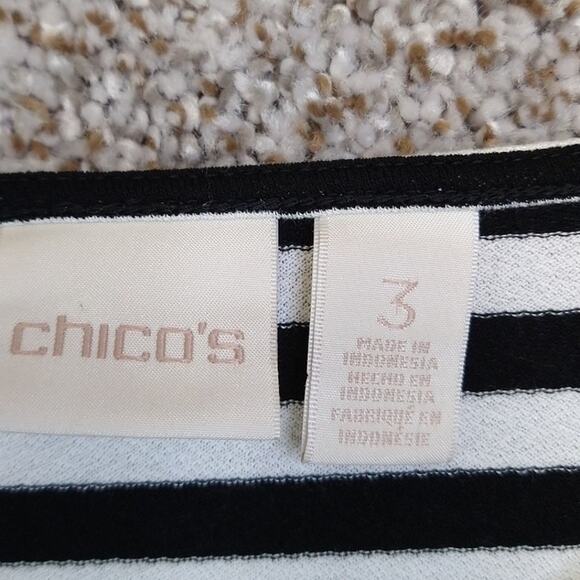 chico's
3
MADE IN
INDONESIA
HECHO EN
INDONESIA
FABRIQUÉ EN
INDONÉSIE